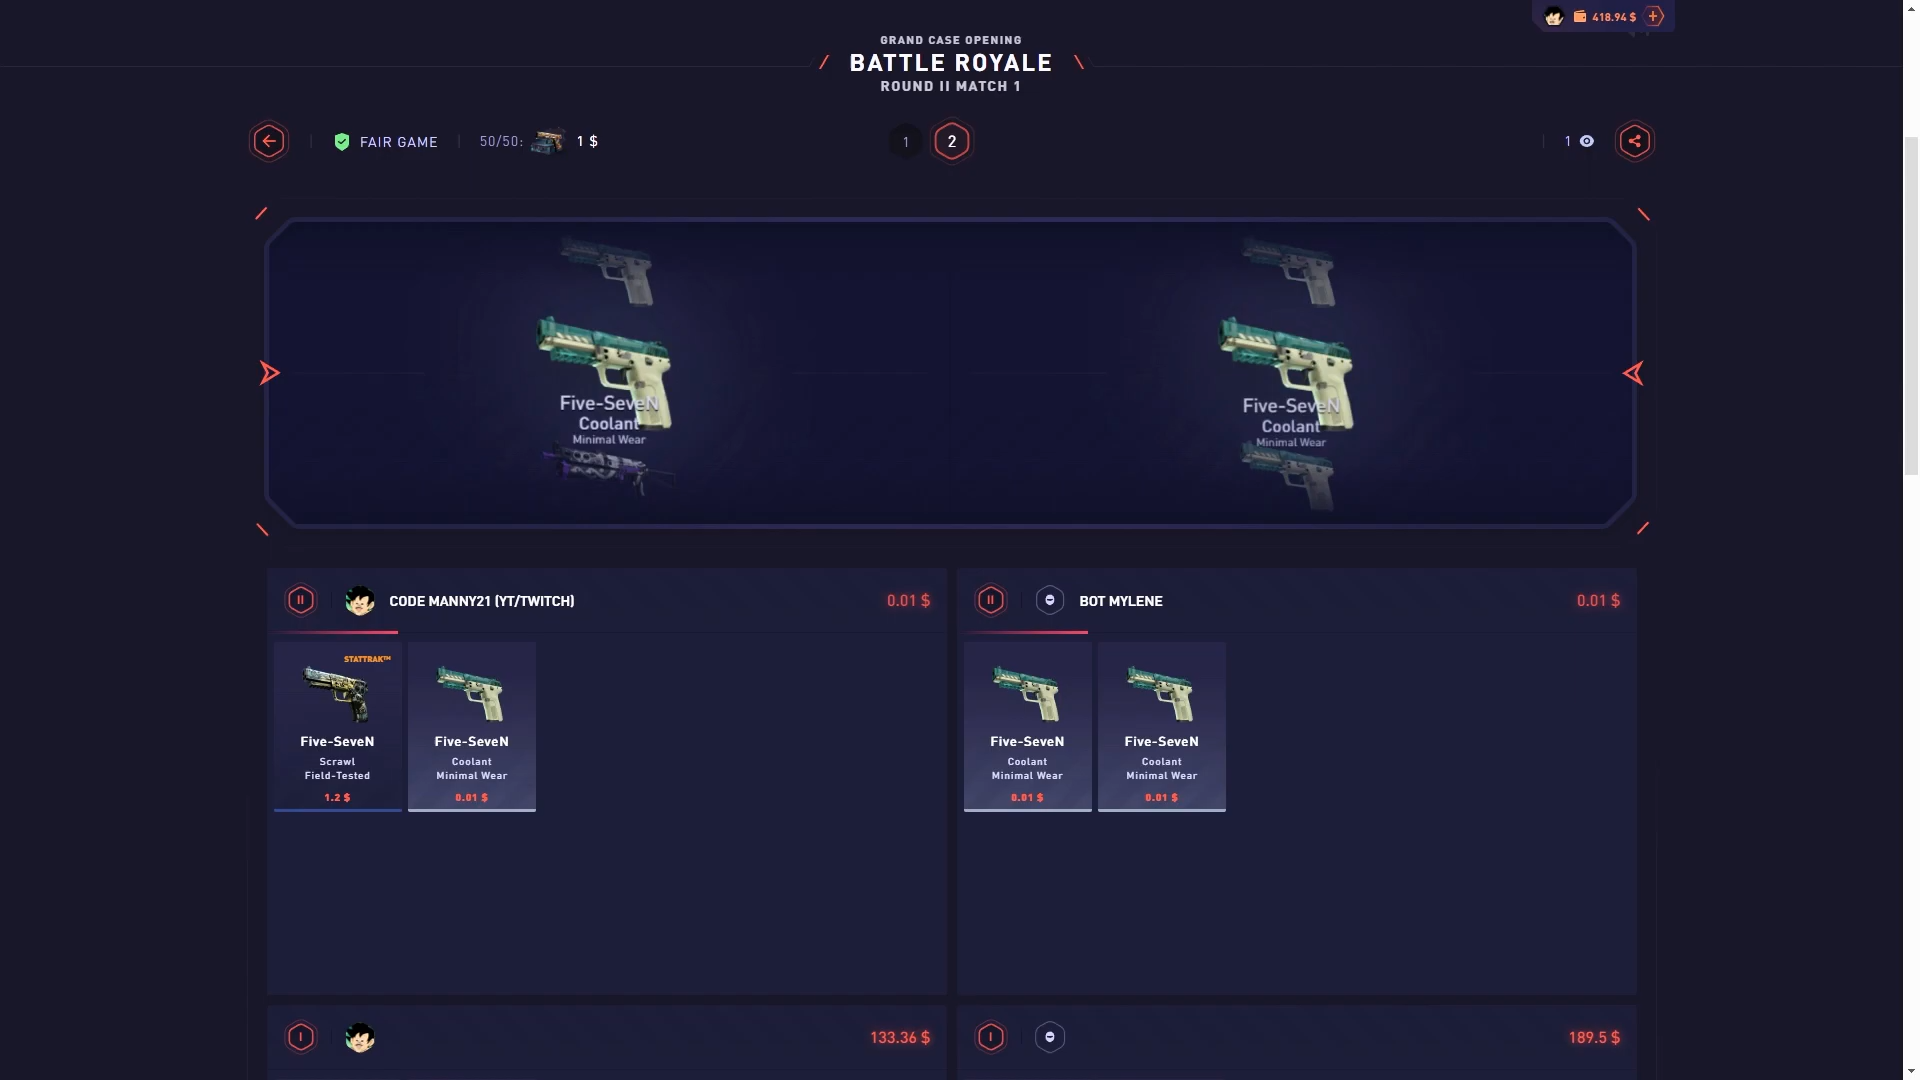 418.94 $
GRAND CASE OPENING
BATTLE ROYALE
ROUND II MATCH 1
FAIR GAME
50/50:
1 $
1
2
1
Five-SeveN
Coolant
Minimal Wear
Five-SeveN
Coolant
Minimal Wear
II
CODE MANNY21 (YT/TWITCH)
0.01 $
II
BOT MYLENE
0.01 $
STATTRAK™
Five-SeveN
Scrawl
Field-Tested
1.2 $
Five-SeveN
Coolant
Minimal Wear
0.01 $
Five-SeveN
Coolant
Minimal Wear
0.01 $
Five-SeveN
Coolant
Minimal Wear
0.01 $
I
133.36 $
I
189.5 $